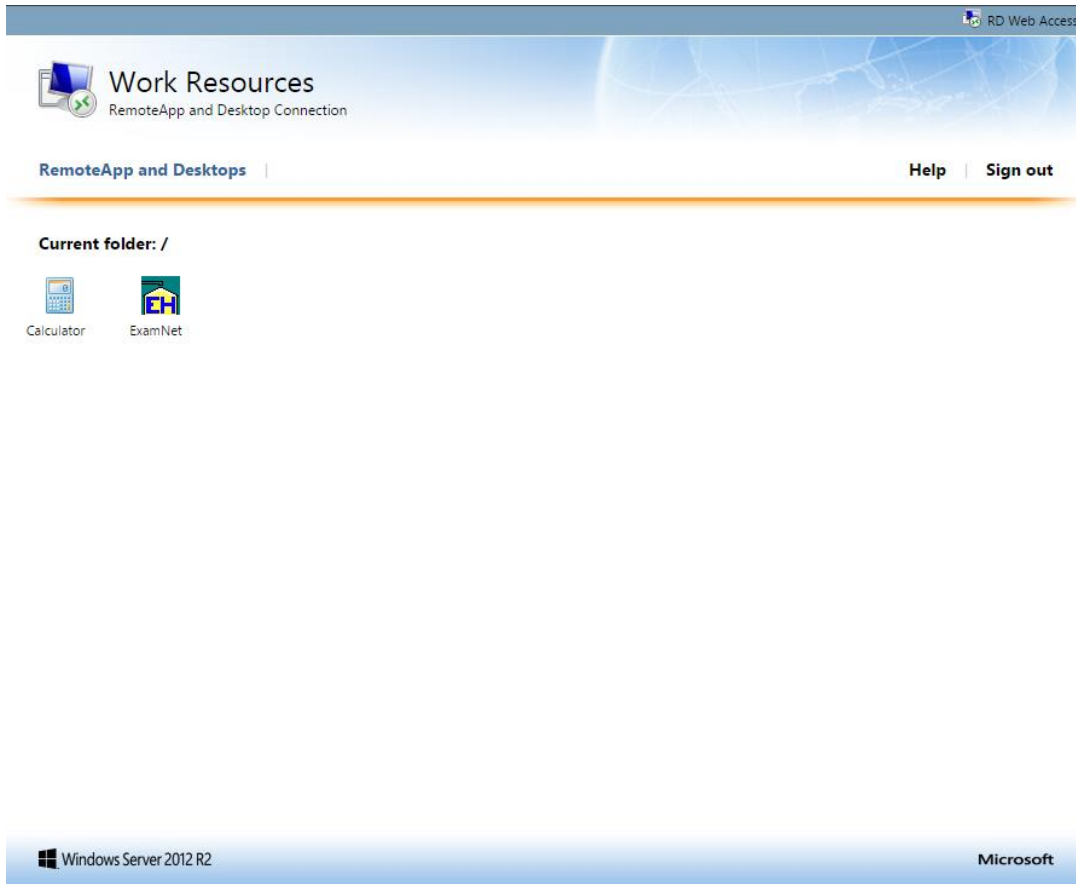 RD Web Access
Work Resources
RemoteApp and Desktop Connection
RemoteApp and Desktops | Help | Sign out
Current folder: /
EH
Calculator ExamNet
Windows Server 2012 R2 Microsoft